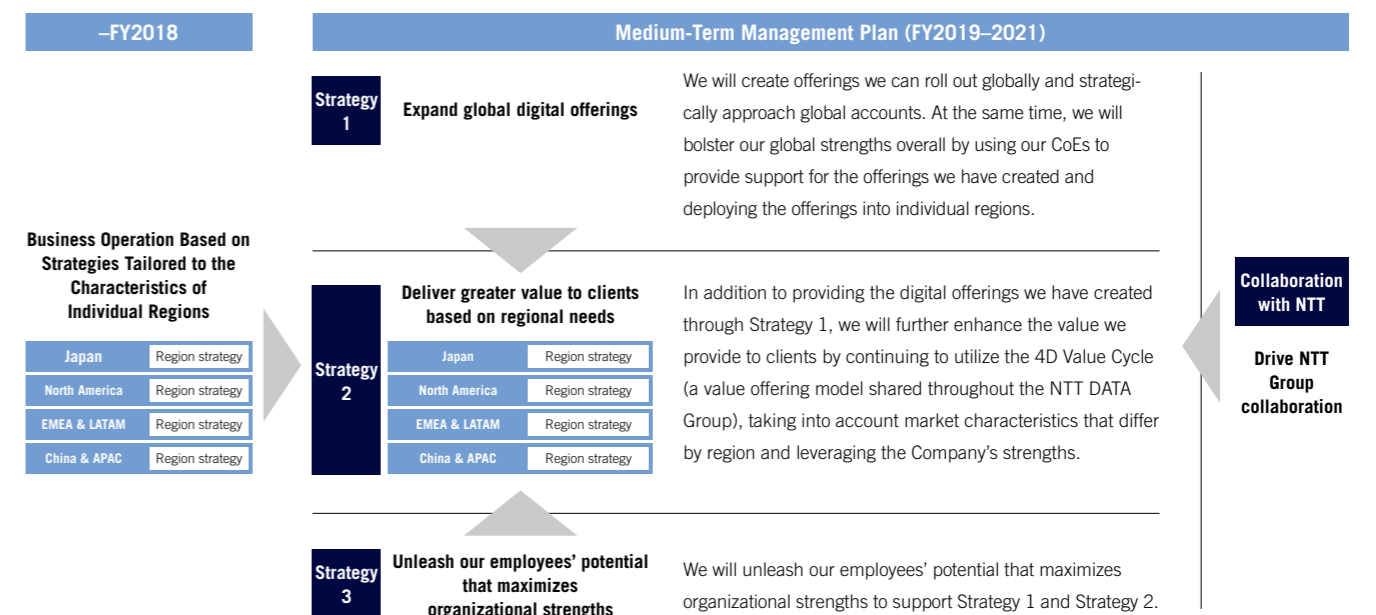 –FY2018
Medium-Term Management Plan (FY2019–2021)
Business Operation Based on
Strategies Tailored to the
Characteristics of
Individual Regions
Japan Region strategy
North America Region strategy
EMEA & LATAM Region strategy
China & APAC Region strategy
Strategy
1
Expand global digital offerings
We will create offerings we can roll out globally and strategi-
cally approach global accounts. At the same time, we will
bolster our global strengths overall by using our CoEs to
provide support for the offerings we have created and
deploying the offerings into individual regions.
Strategy
2
Deliver greater value to clients
based on regional needs
Japan Region strategy
North America Region strategy
EMEA & LATAM Region strategy
China & APAC Region strategy
In addition to providing the digital offerings we have created
through Strategy 1, we will further enhance the value we
provide to clients by continuing to utilize the 4D Value Cycle
(a value offering model shared throughout the NTT DATA
Group), taking into account market characteristics that differ
by region and leveraging the Company’s strengths.
Strategy
3
Unleash our employees’ potential
that maximizes
organizational strengths
We will unleash our employees’ potential that maximizes
organizational strengths to support Strategy 1 and Strategy 2.
Collaboration
with NTT
Drive NTT
Group
collaboration